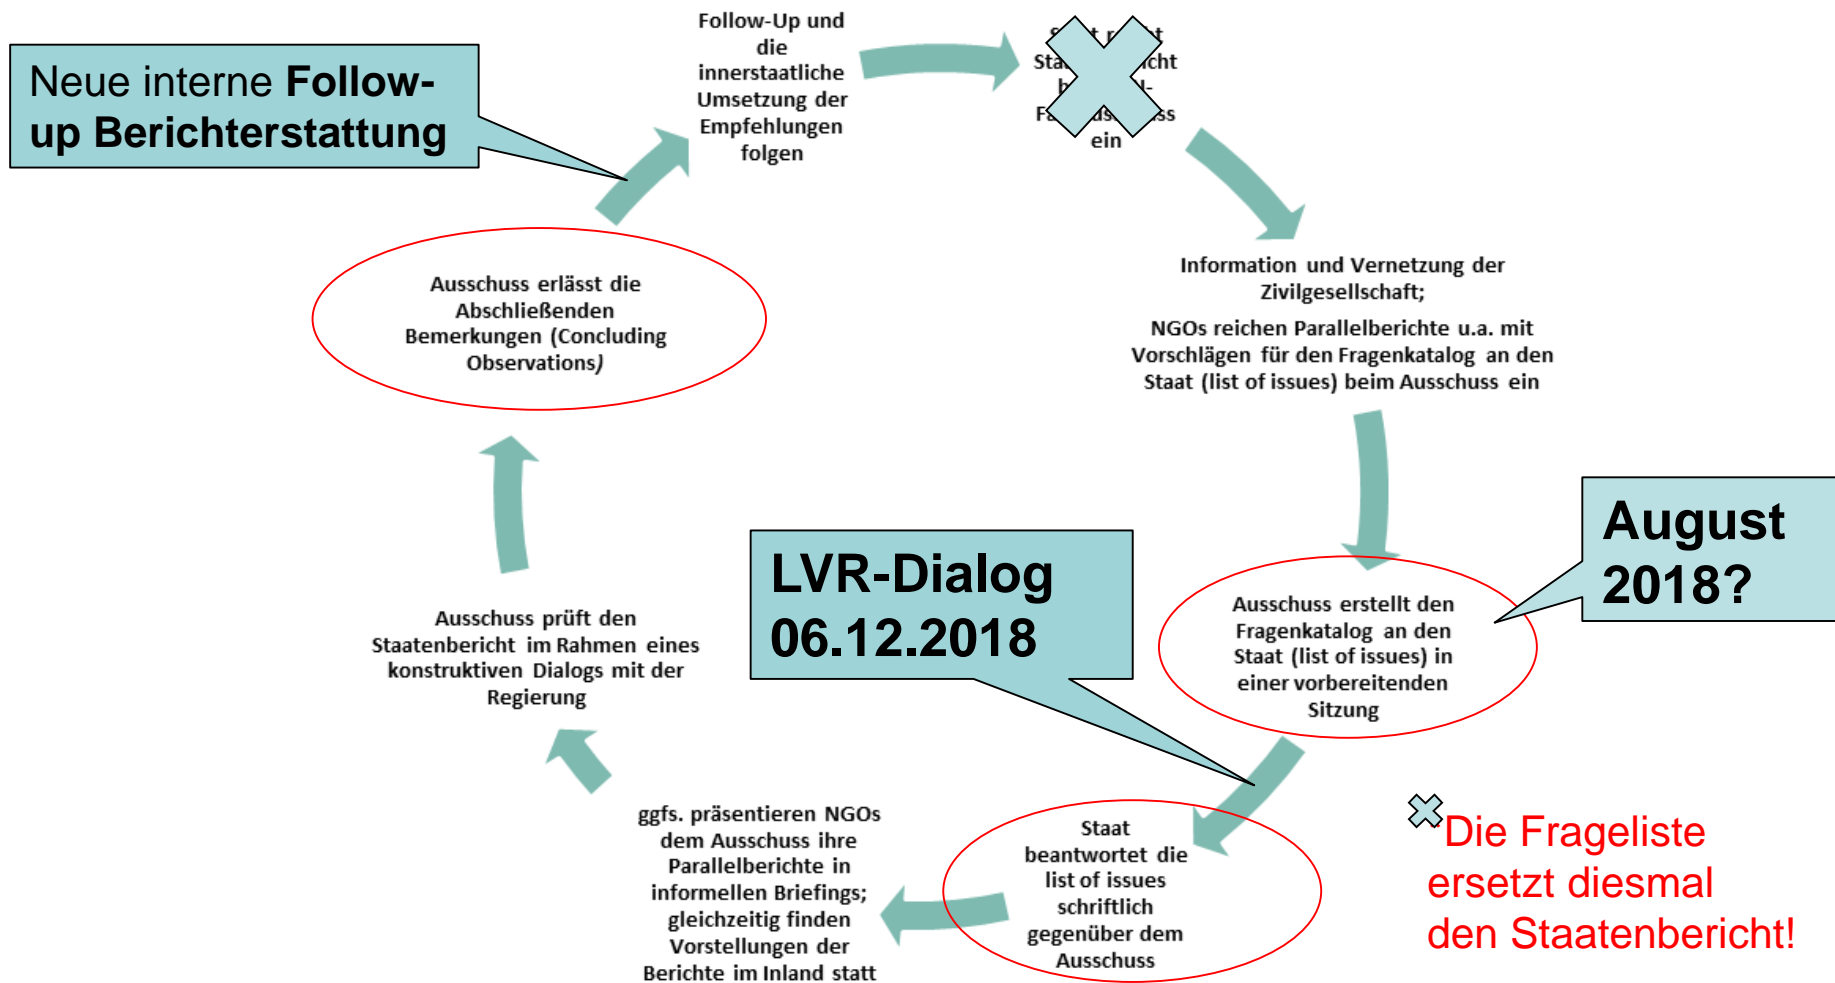 Neue interne Follow-
up Berichterstattung
Follow-Up und
die
innerstaatliche
Umsetzung der
Empfehlungen
folgen
ein
Information und Vernetzung der
Zivilgesellschaft;
NGOs reichen Parallelberichte u.a. mit
Vorschlägen für den Fragenkatalog an den
Staat (list of issues) beim Ausschuss ein
August
2018?
Ausschuss erstellt den
Fragenkatalog an den
Staat (list of issues) in
einer vorbereitenden
Sitzung
LVR-Dialog
06.12.2018
Staat
beantwortet die
list of issues
schriftlich
gegenüber dem
Ausschuss
ggfs. präsentieren NGOs
dem Ausschuss ihre
Parallelberichte in
informellen Briefings;
gleichzeitig finden
Vorstellungen der
Berichte im Inland statt
Ausschuss prüft den
Staatenbericht im Rahmen eines
konstruktiven Dialogs mit der
Regierung
Ausschuss erlässt die
Abschließenden
Bemerkungen (Concluding
Observations)
Die Frageliste
ersetzt diesmal
den Staatenbericht!